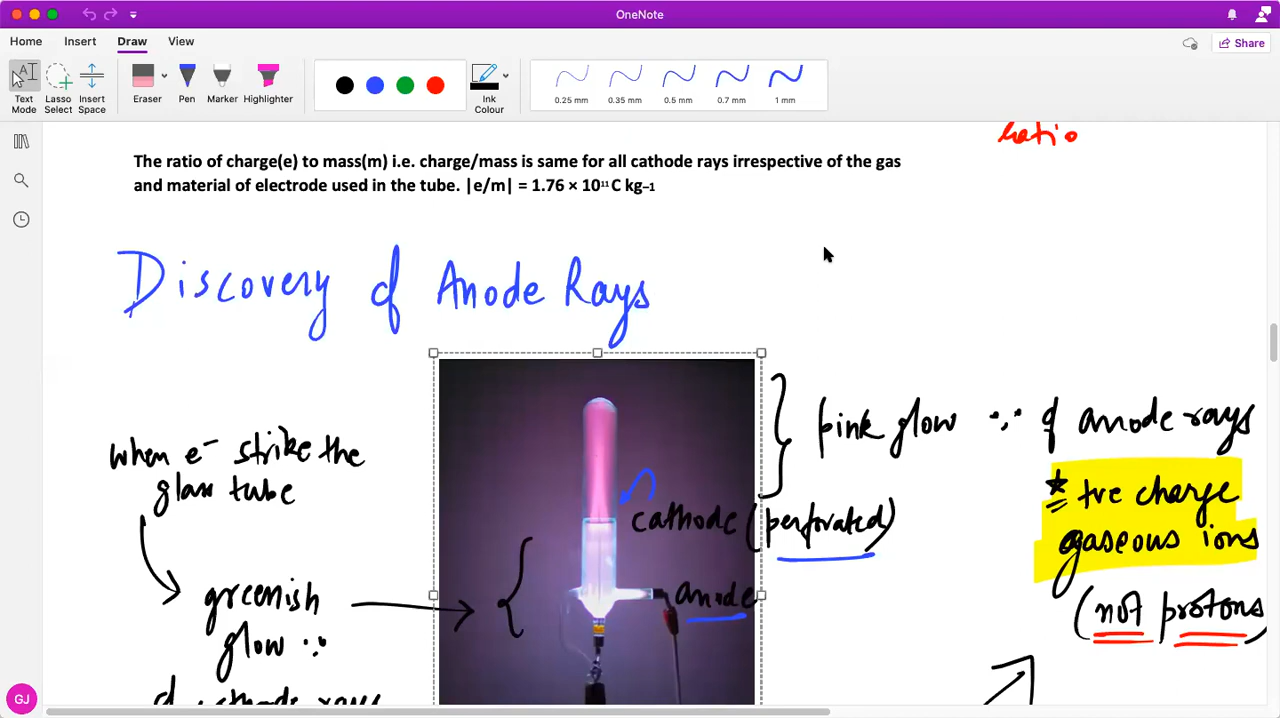 OneNote
Home Insert Draw View
Share
Text Mode
Lasso Select
Insert Space
Eraser
Pen
Marker
Highlighter
Ink Colour
0.25 mm
0.35 mm
0.5 mm
0.7 mm
1 mm
ratio
The ratio of charge(e) to mass(m) i.e. charge/mass is same for all cathode rays irrespective of the gas
and material of electrode used in the tube. |e/m| = 1.76 × 10¹¹ C kg–1
Discovery of Anode Rays
pink glow ∵ of anode rays
when e- strike the
glass tube
* +ve charge
gaseous ions
(not protons)
cathode (perforated)
anode
greenish
glow ∵
of cathode rays
GJ